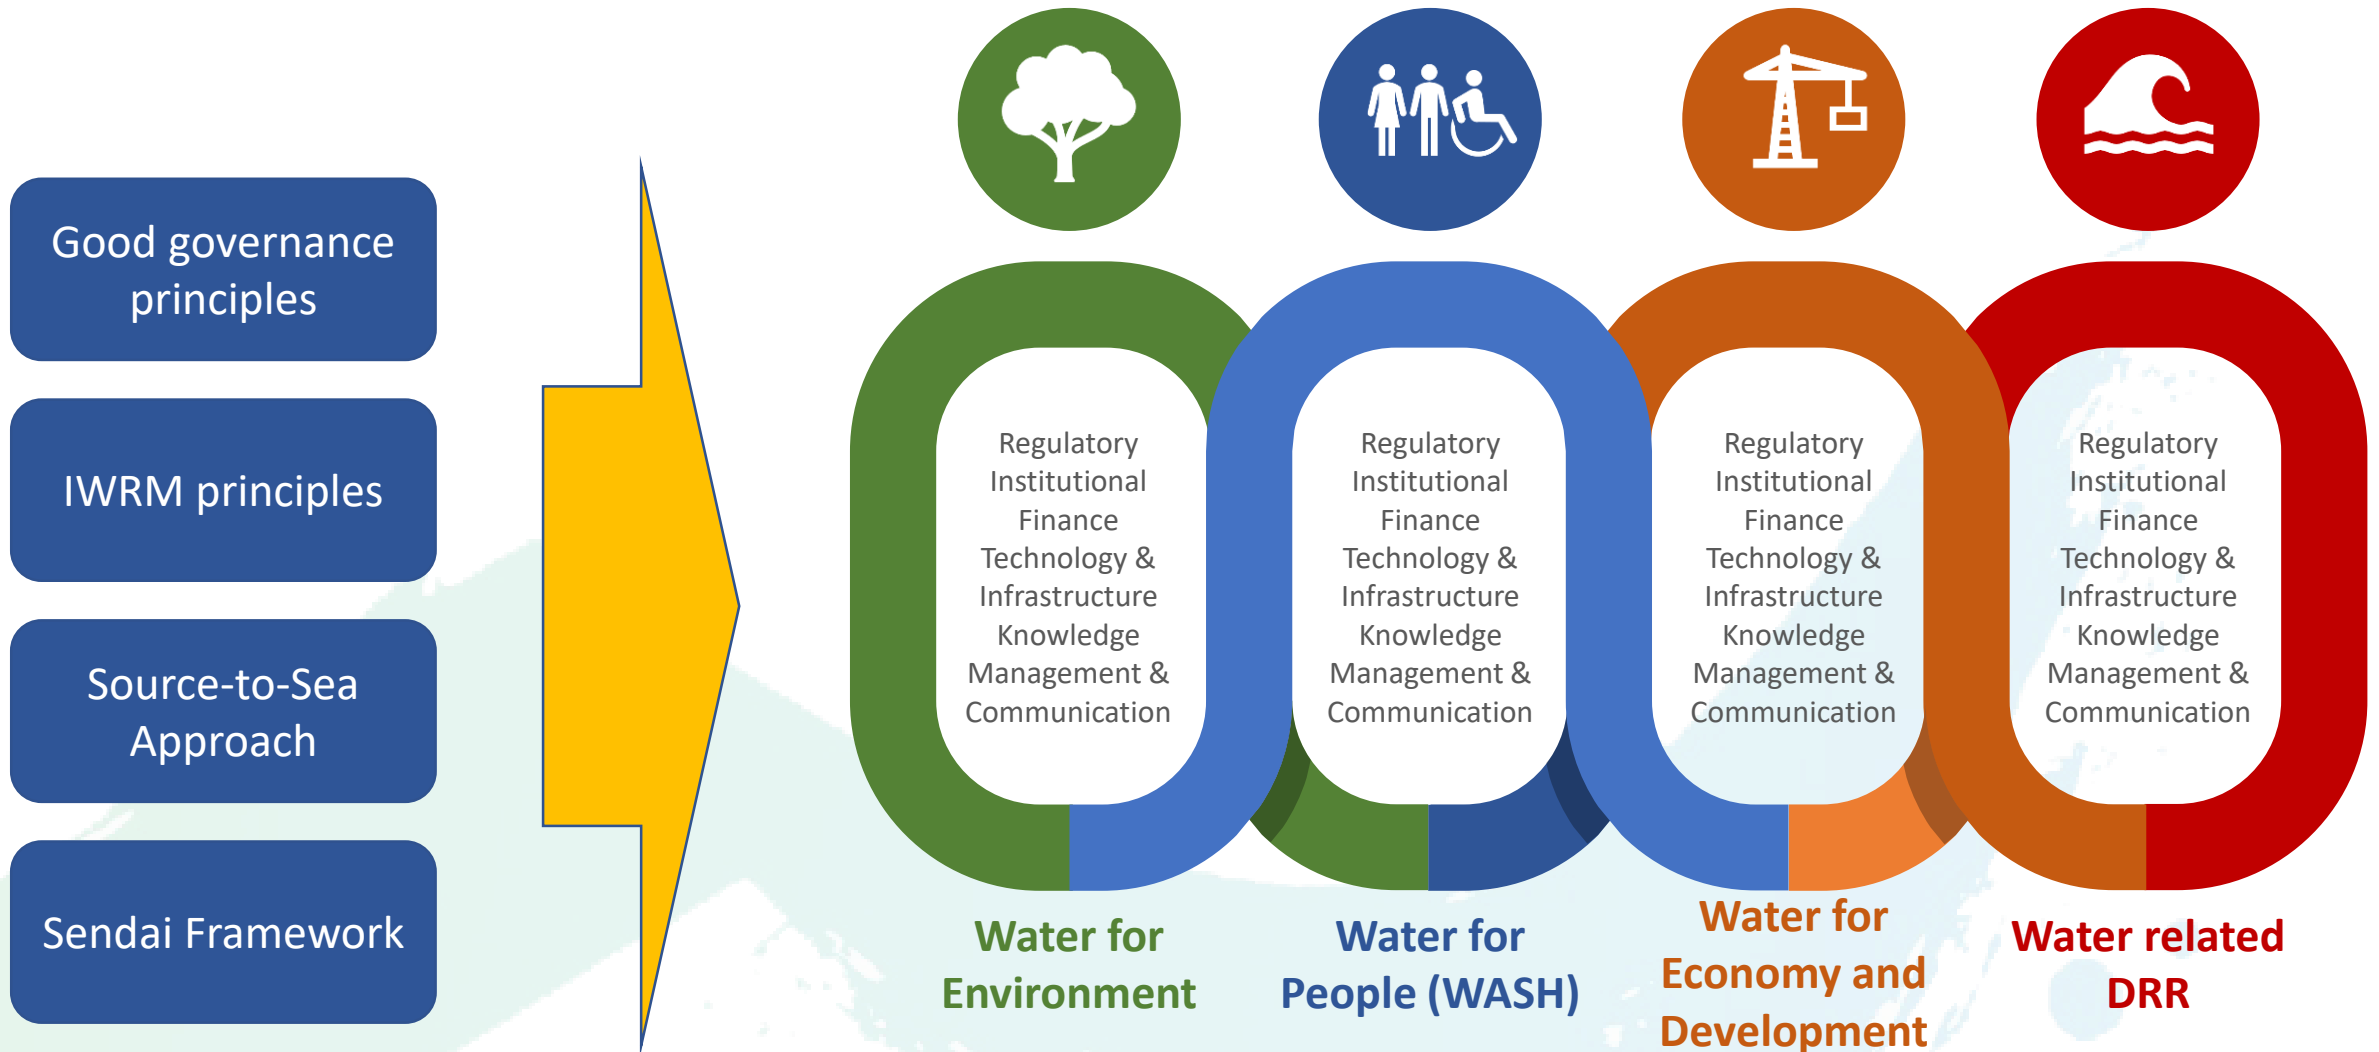 Good governance
principles
IWRM principles
Source-to-Sea
Approach
Sendai Framework
Regulatory
Institutional
Finance
Technology &
Infrastructure
Knowledge
Management &
Communication
Water for
Environment
Regulatory
Institutional
Finance
Technology &
Infrastructure
Knowledge
Management &
Communication
Water for
People (WASH)
Regulatory
Institutional
Finance
Technology &
Infrastructure
Knowledge
Management &
Communication
Water for
Economy and
Development
Regulatory
Institutional
Finance
Technology &
Infrastructure
Knowledge
Management &
Communication
Water related
DRR